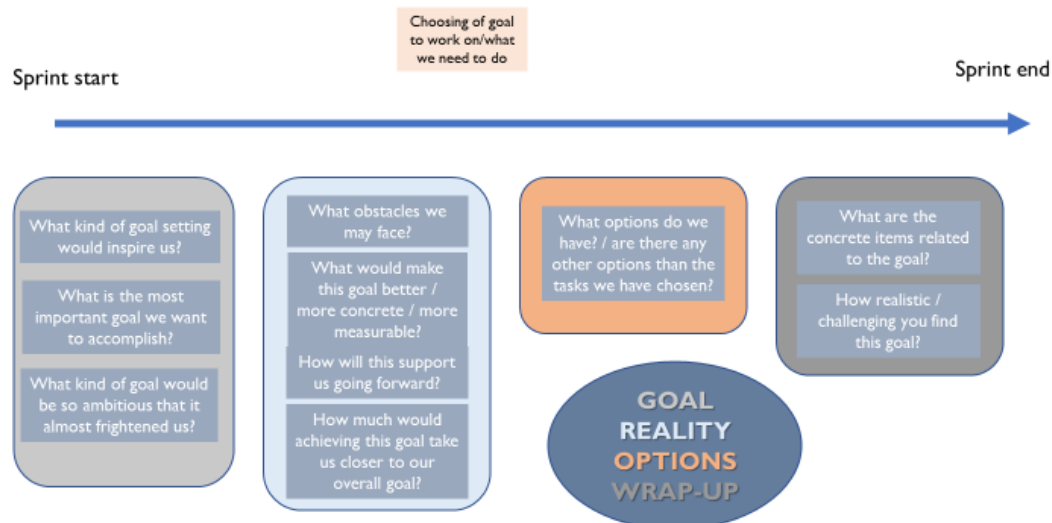 Choosing of goal
to work on/what
we need to do
Sprint start
Sprint end
What kind of goal setting
would inspire us?
What is the most
important goal we want
to accomplish?
What kind of goal would
be so ambitious that it
almost frightened us?
What obstacles we
may face?
What would make
this goal better /
more concrete / more
measurable?
How will this support
us going forward?
How much would
achieving this goal take
us closer to our
overall goal?
What options do we
have? / are there any
other options than the
tasks we have chosen?
What are the
concrete items related
to the goal?
How realistic /
challenging you find
this goal?
GOAL
REALITY
OPTIONS
WRAP-UP